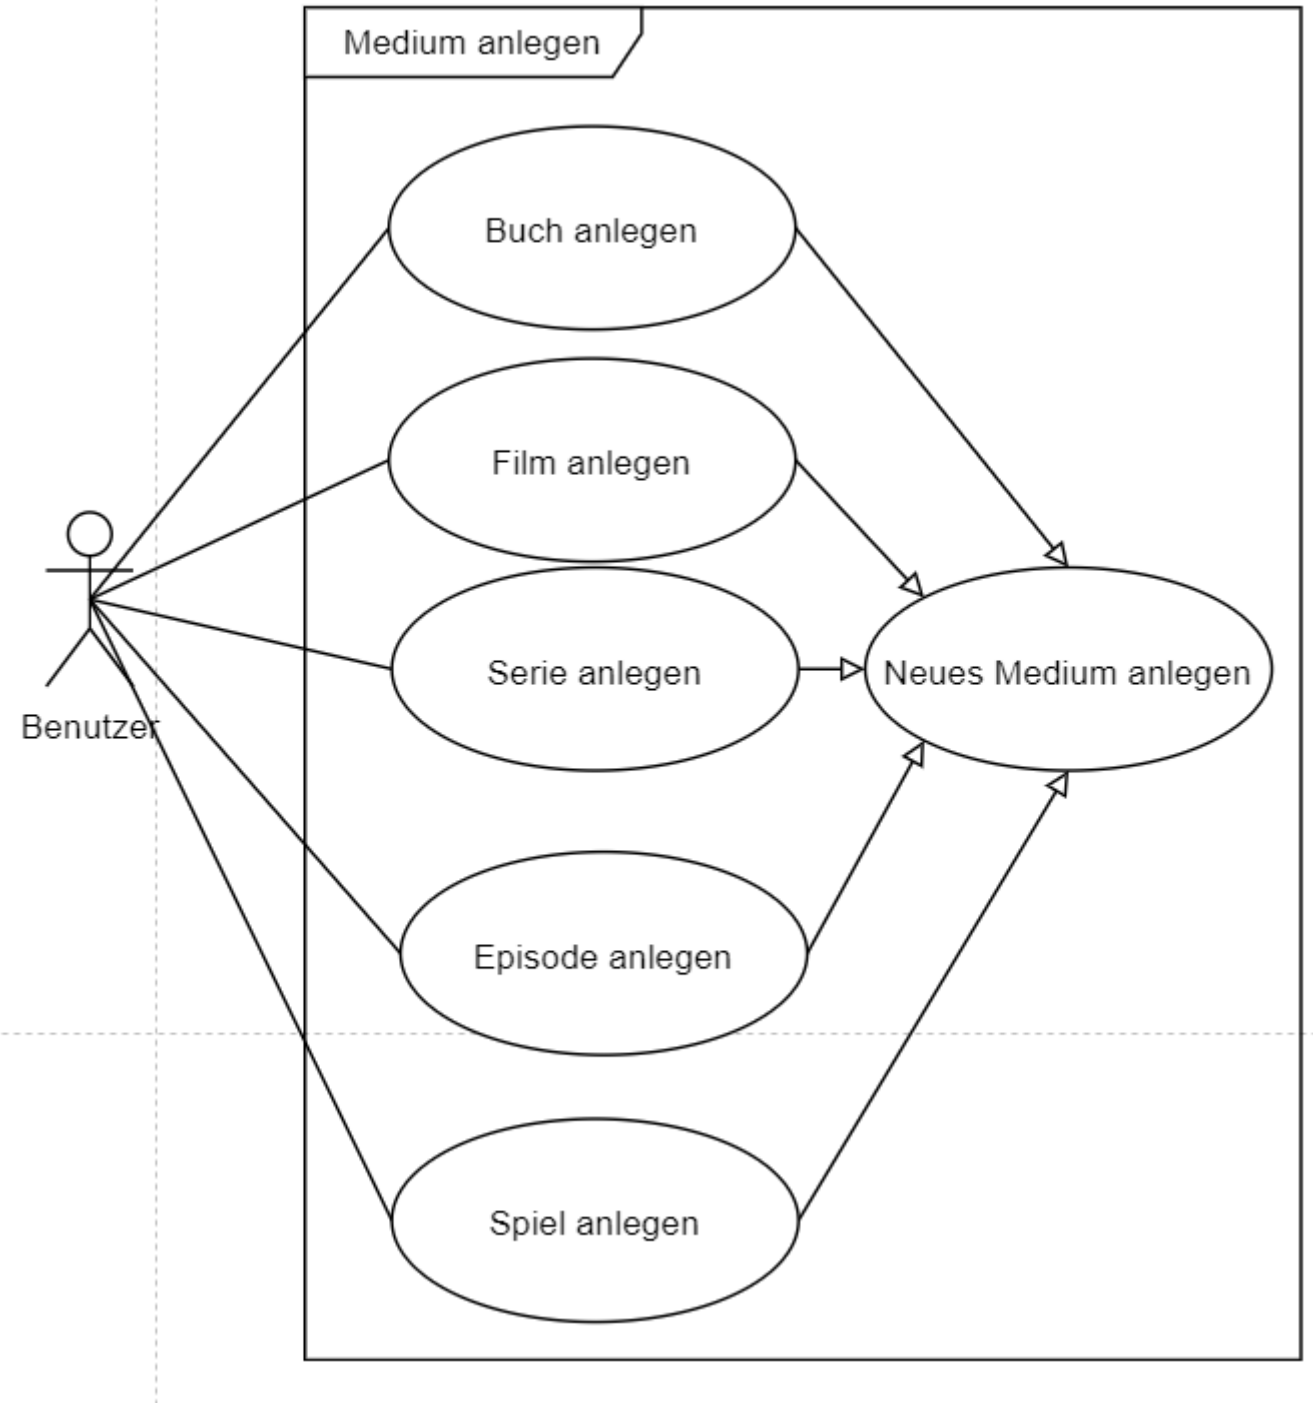 Medium anlegen
Buch anlegen
Film anlegen
Serie anlegen
Neues Medium anlegen
Benutzer
Episode anlegen
Spiel anlegen